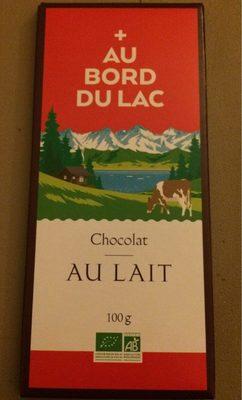 +
AU
BORD
DU LAC
Chocolat
AU LAIT
100 g
AB